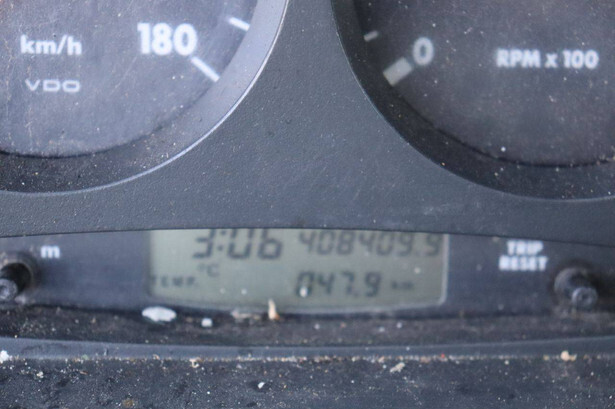 km/h 180
VDO
0 RPM x 100
m
3:06 408409.9
°C
TEMP. 047.9 km
TRIP
RESET